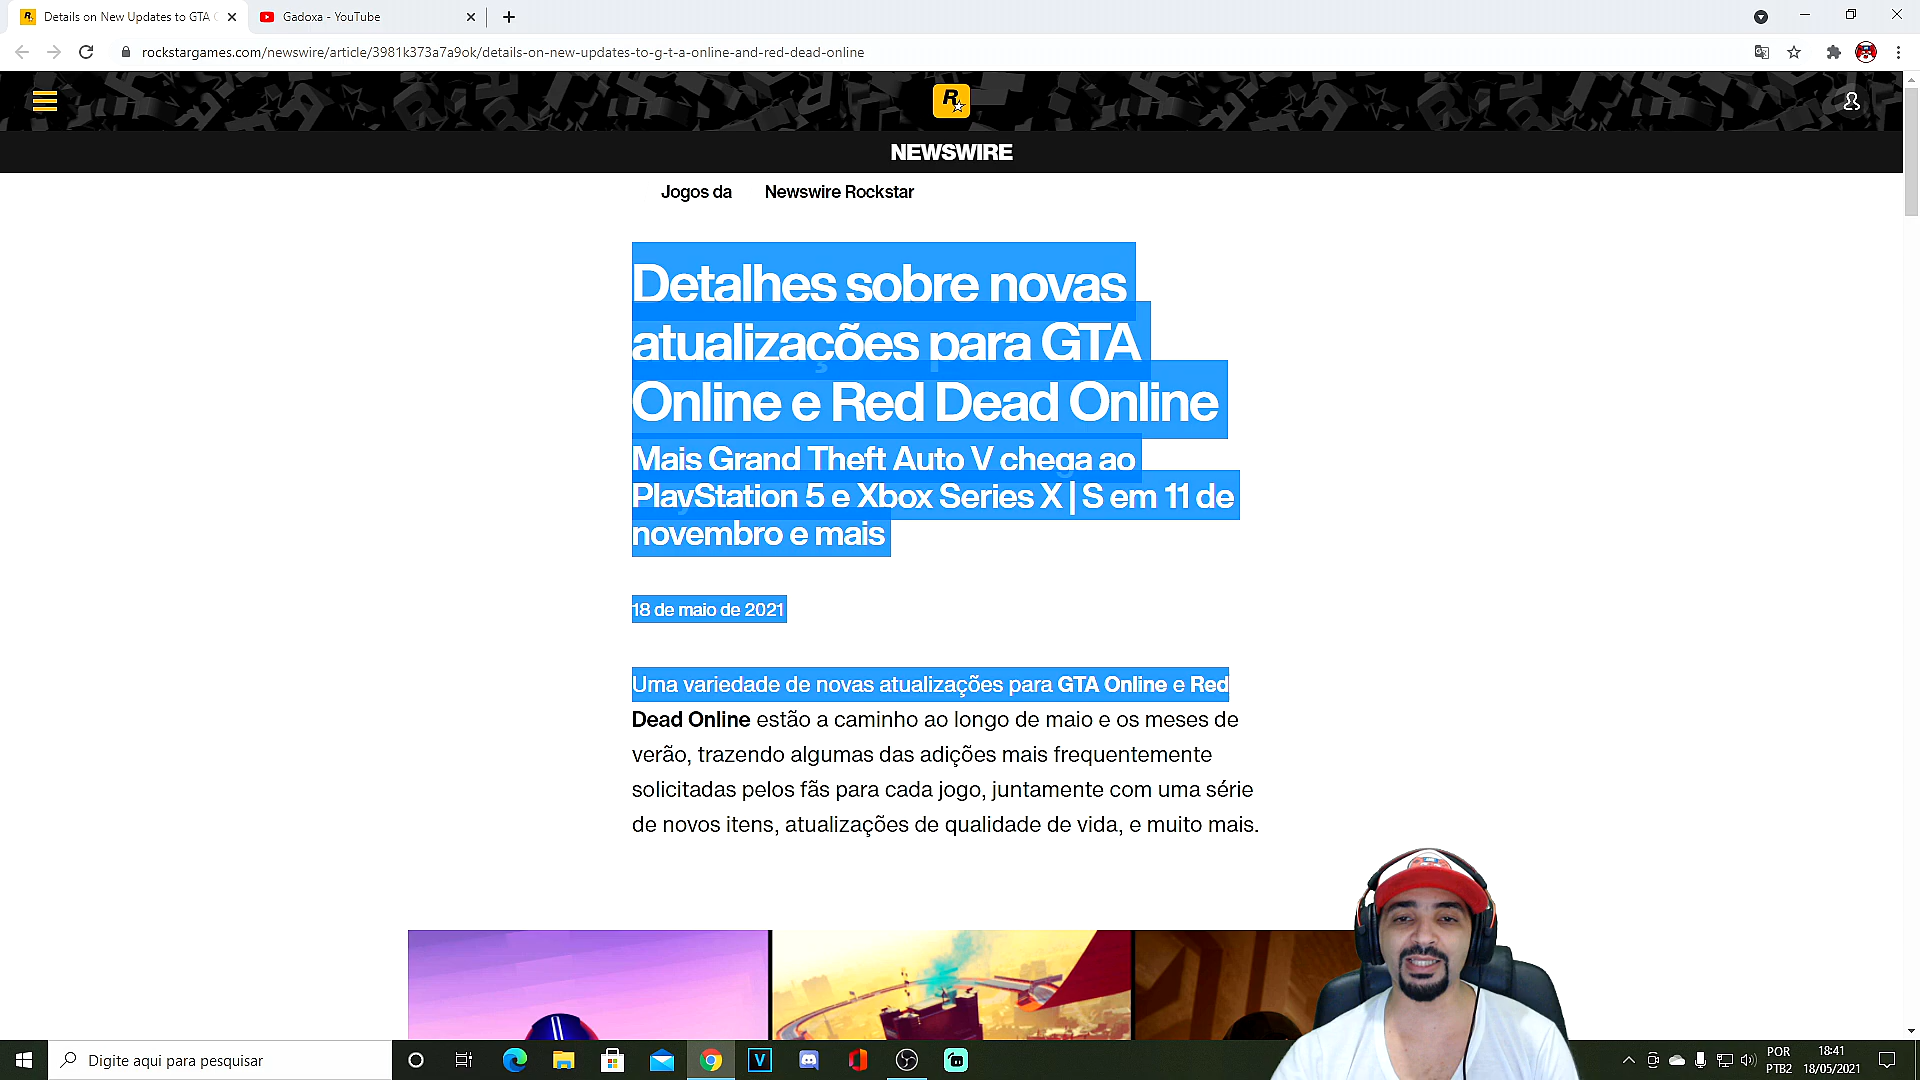 Details on New Updates to GTA
Gadoxa - YouTube
rockstargames.com/newswire/article/3981k373a7a9ok/details-on-new-updates-to-g-t-a-online-and-red-dead-online
R
NEWSWIRE
Jogos da Newswire Rockstar
Detalhes sobre novas
atualizações para GTA
Online e Red Dead Online
Mais Grand Theft Auto V chega ao
PlayStation 5 e Xbox Series X | S em 11 de
novembro e mais
18 de maio de 2021
Uma variedade de novas atualizações para GTA Online e Red
Dead Online estão a caminho ao longo de maio e os meses de
verão, trazendo algumas das adições mais frequentemente
solicitadas pelos fãs para cada jogo, juntamente com uma série
de novos itens, atualizações de qualidade de vida, e muito mais.
Digite aqui para pesquisar
V
POR
PTB2
18:41
18/05/2021